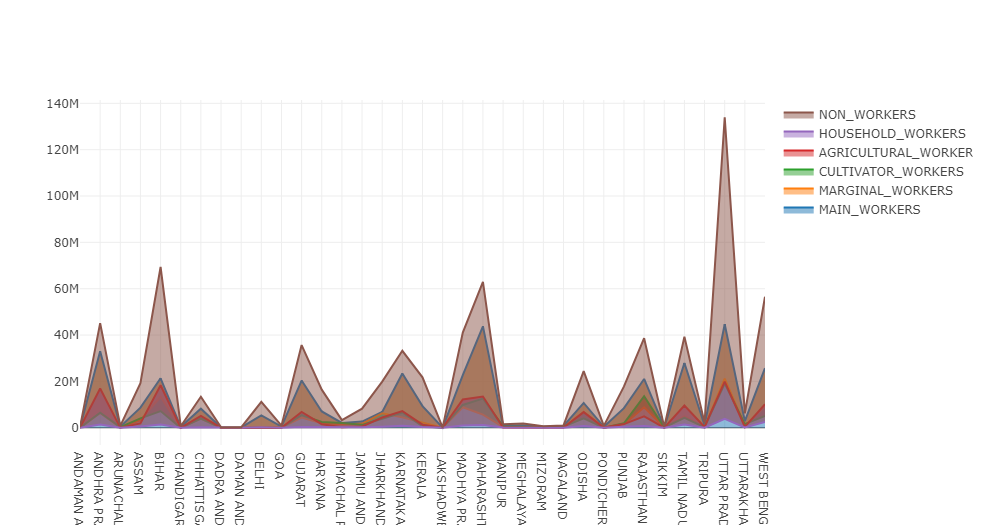 140M
120M
100M
80M
60M
40M
20M
0
NON_WORKERS
HOUSEHOLD_WORKERS
AGRICULTURAL_WORKER
CULTIVATOR_WORKERS
MARGINAL_WORKERS
MAIN_WORKERS
ANDAMAN A
ANDHRA PR
ARUNACHAL
ASSAM
BIHAR
CHANDIGAR
CHHATTISGA
DADRA AND
DAMAN AND
DELHI
GOA
GUJARAT
HARYANA
HIMACHAL P
JAMMU AND
JHARKHAND
KARNATAKA
KERALA
LAKSHADWE
MADHYA PR
MAHARASHT
MANIPUR
MEGHALAYA
MIZORAM
NAGALAND
ODISHA
PONDICHER
PUNJAB
RAJASTHAN
SIKKIM
TAMIL NADU
TRIPURA
UTTAR PRAD
UTTARAKHA
WEST BENG